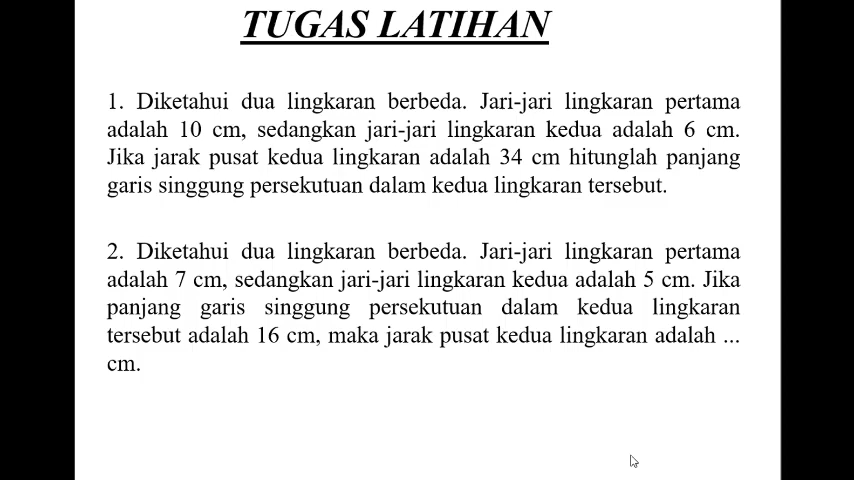 TUGAS LATIHAN
1. Diketahui dua lingkaran berbeda. Jari-jari lingkaran pertama
adalah 10 cm, sedangkan jari-jari lingkaran kedua adalah 6 cm.
Jika jarak pusat kedua lingkaran adalah 34 cm hitunglah panjang
garis singgung persekutuan dalam kedua lingkaran tersebut.
2. Diketahui dua lingkaran berbeda. Jari-jari lingkaran pertama
adalah 7 cm, sedangkan jari-jari lingkaran kedua adalah 5 cm. Jika
panjang garis singgung persekutuan dalam kedua lingkaran
tersebut adalah 16 cm, maka jarak pusat kedua lingkaran adalah ...
cm.